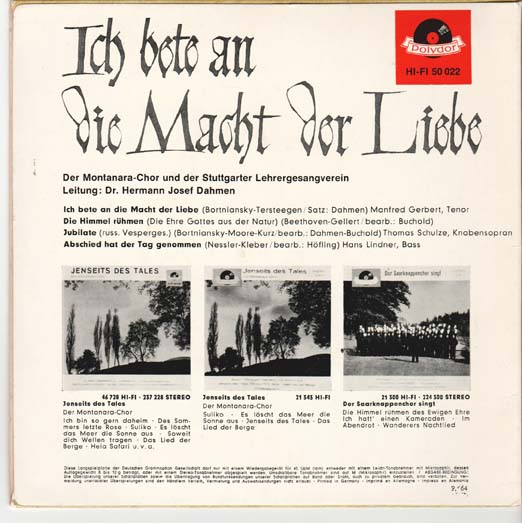 Ich bete an
die Macht der Liebe
Polydor
HI-FI 50 022
Der Montanara-Chor und der Stuttgarter Lehrergesangverein
Leitung: Dr. Hermann Josef Dahmen
Ich bete an die Macht der Liebe (Bortniansky-Tersteegen/Satz: Dahmen) Manfred Gerbert, Tenor
Die Himmel rühmen (Die Ehre Gottes aus der Natur) (Beethoven-Gellert/bearb.: Buchold)
Jubilate (russ. Vesperges.) (Bortniansky-Moore-Kurz/bearb.: Dahmen-Buchold) Thomas Schulze, Knabensopran
Abschied hat der Tag genommen (Nessler-Kleber/bearb.: Höfling) Hans Lindner, Bass
JENSEITS DES TALES
Jenseits des Tales
Der Saarknappenchor singt
46 728 HI-FI · 237 228 STEREO
Jenseits des Tales
Der Montanara-Chor
Ich bin so gern daheim · Des Som-
mers letzte Rose · Suliko · Es löscht
das Meer die Sonne aus · Soweit
dich Wellen tragen · Das Lied der
Berge · Heia Safari u. v. a.
21 545 HI-FI
Jenseits des Tales
Der Montanara-Chor
Suliko · Es löscht das Meer die
Sonne aus · Jenseits des Tales · Das
Lied der Berge
21 500 HI-FI · 224 500 STEREO
Der Saarknappenchor singt
Die Himmel rühmen des Ewigen Ehre
Ich hatt' einen Kameraden · Im
Abendrot · Wanderers Nachtlied